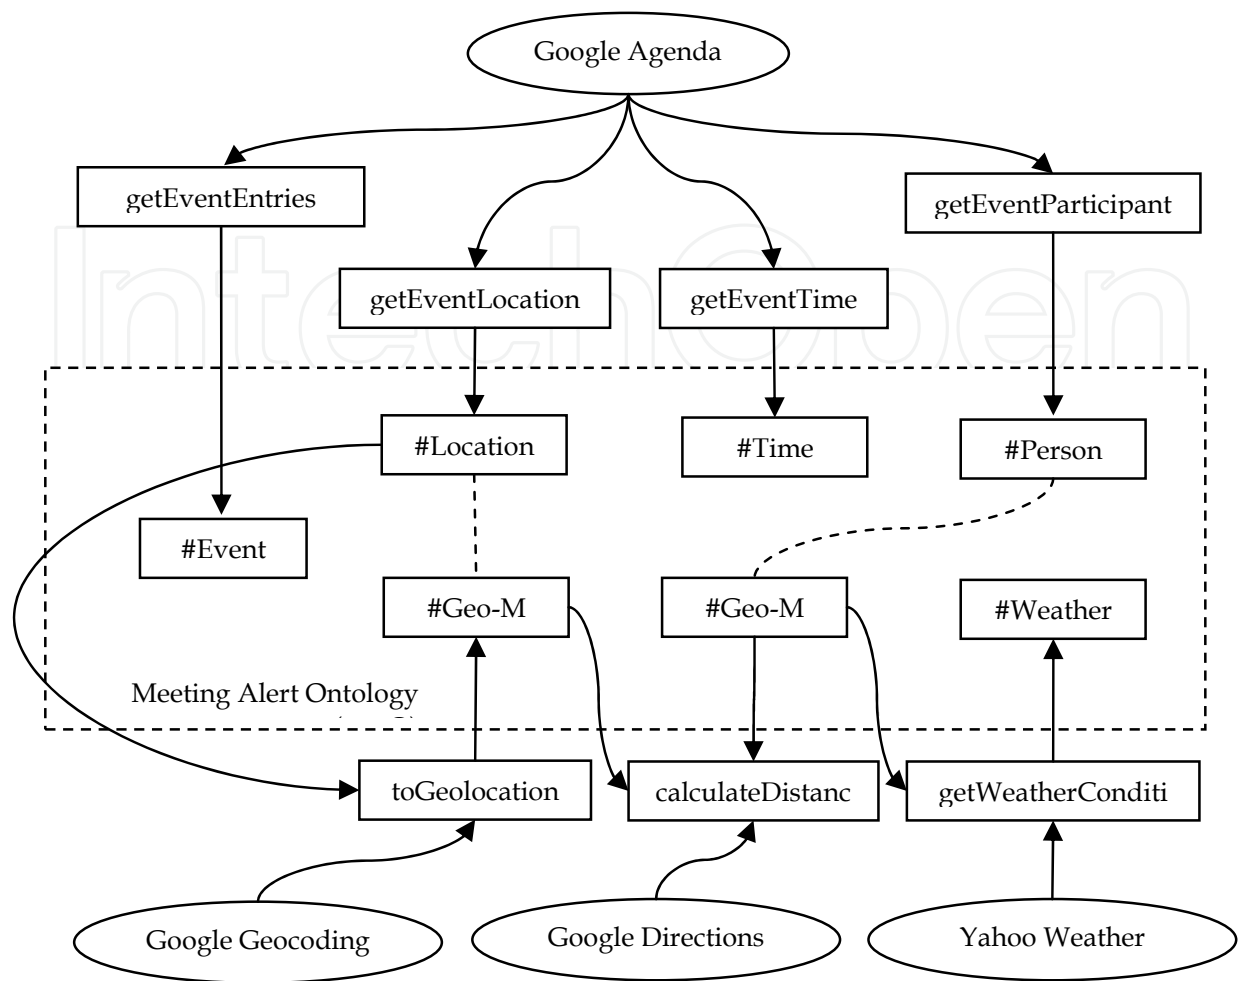 Google Agenda
getEventEntries
getEventParticipant
getEventLocation
getEventTime
IntechOpen
#Location
#Time
#Person
#Event
#Geo-M
#Geo-M
#Weather
Meeting Alert Ontology
toGeolocation
calculateDistanc
getWeatherConditi
Google Geocoding
Google Directions
Yahoo Weather